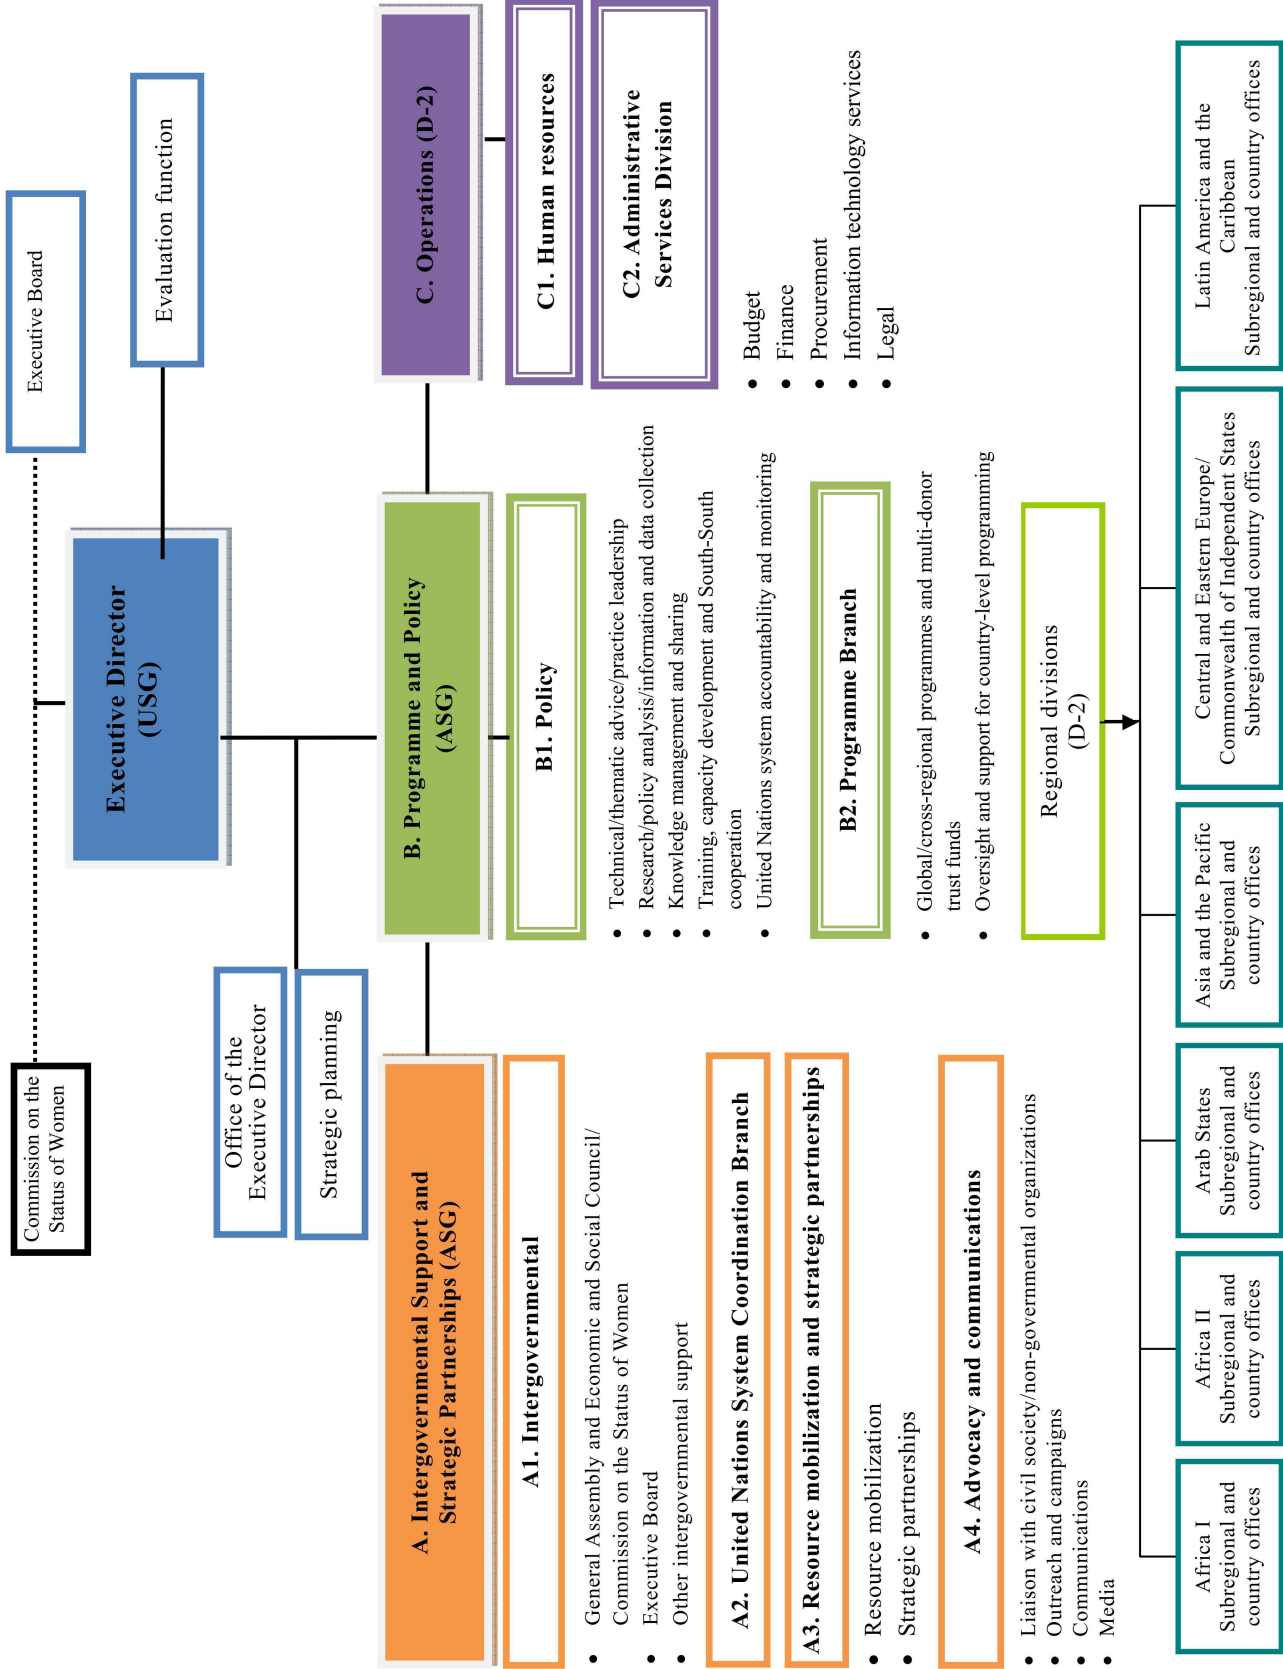 Commission on the
Status of Women
Executive Board
Executive Director
(USG)
Evaluation function
Office of the
Executive Director
Strategic planning
A. Intergovernmental Support and
Strategic Partnerships (ASG)
A1. Intergovernmental
• General Assembly and Economic and Social Council/
Commission on the Status of Women
• Executive Board
• Other intergovernmental support
A2. United Nations System Coordination Branch
A3. Resource mobilization and strategic partnerships
• Resource mobilization
• Strategic partnerships
A4. Advocacy and communications
• Liaison with civil society/non-governmental organizations
• Outreach and campaigns
• Communications
• Media
B. Programme and Policy
(ASG)
B1. Policy
• Technical/thematic advice/practice leadership
• Research/policy analysis/information and data collection
• Knowledge management and sharing
• Training, capacity development and South-South
cooperation
• United Nations system accountability and monitoring
B2. Programme Branch
• Global/cross-regional programmes and multi-donor
trust funds
• Oversight and support for country-level programming
C. Operations (D-2)
C1. Human resources
C2. Administrative
Services Division
• Budget
• Finance
• Procurement
• Information technology services
• Legal
Regional divisions
(D-2)
Africa I
Subregional and
country offices
Africa II
Subregional and
country offices
Arab States
Subregional and
country offices
Asia and the Pacific
Subregional and
country offices
Central and Eastern Europe/
Commonwealth of Independent States
Subregional and country offices
Latin America and the
Caribbean
Subregional and country offices